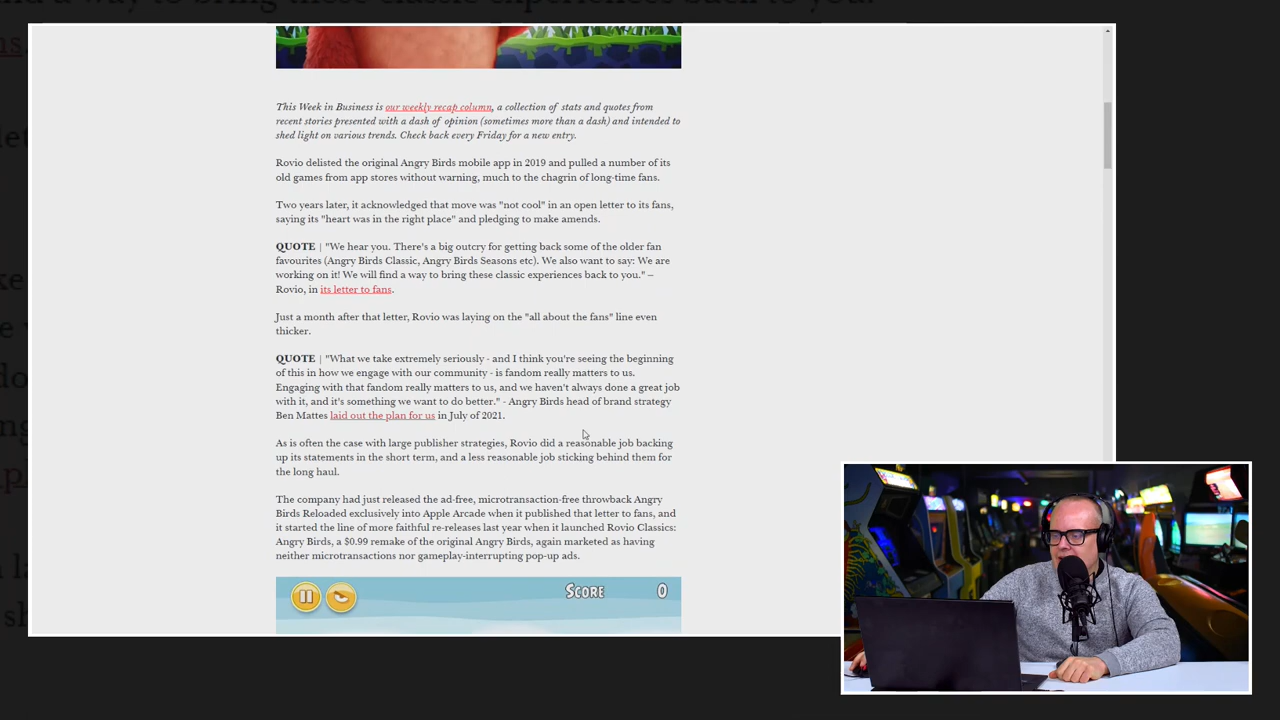 This Week in Business is our weekly recap column, a collection of stats and quotes from
recent stories presented with a dash of opinion (sometimes more than a dash) and intended to
shed light on various trends. Check back every Friday for a new entry.
Rovio delisted the original Angry Birds mobile app in 2019 and pulled a number of its
old games from app stores without warning, much to the chagrin of long-time fans.
Two years later, it acknowledged that move was "not cool" in an open letter to its fans,
saying its "heart was in the right place" and pledging to make amends.
QUOTE | "We hear you. There's a big outcry for getting back some of the older fan
favourites (Angry Birds Classic, Angry Birds Seasons etc). We also want to say: We are
working on it! We will find a way to bring these classic experiences back to you." –
Rovio, in its letter to fans.
Just a month after that letter, Rovio was laying on the "all about the fans" line even
thicker.
QUOTE | "What we take extremely seriously - and I think you're seeing the beginning
of this in how we engage with our community - is fandom really matters to us.
Engaging with that fandom really matters to us, and we haven't always done a great job
with it, and it's something we want to do better." - Angry Birds head of brand strategy
Ben Mattes laid out the plan for us in July of 2021.
As is often the case with large publisher strategies, Rovio did a reasonable job backing
up its statements in the short term, and a less reasonable job sticking behind them for
the long haul.
The company had just released the ad-free, microtransaction-free throwback Angry
Birds Reloaded exclusively into Apple Arcade when it published that letter to fans, and
it started the line of more faithful re-releases last year when it launched Rovio Classics:
Angry Birds, a $0.99 remake of the original Angry Birds, again marketed as having
neither microtransactions nor gameplay-interrupting pop-up ads.
SCORE 0